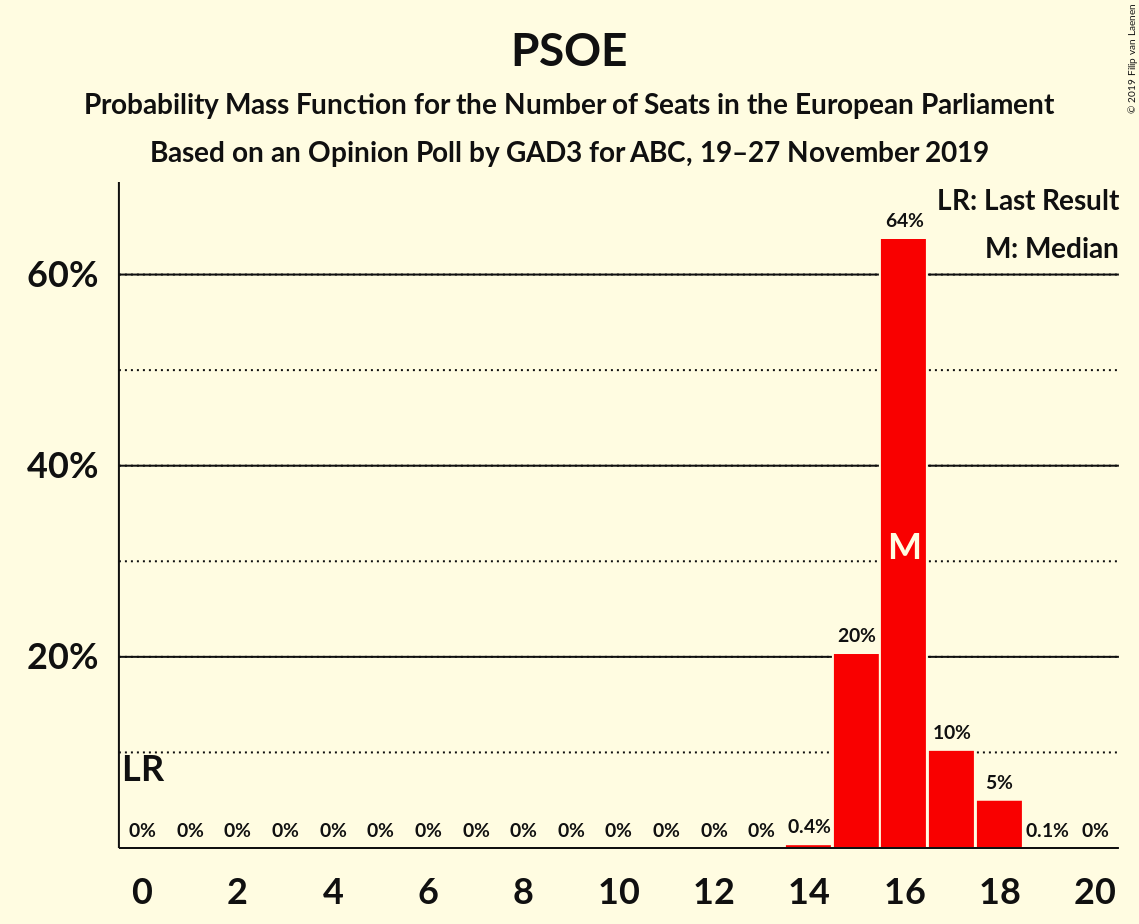 PSOE
Probability Mass Function for the Number of Seats in the European Parliament
Based on an Opinion Poll by GAD3 for ABC, 19–27 November 2019
© 2019 Filip van Laenen
LR: Last Result
M: Median
60%
40%
20%
64%
M
20%
10%
5%
LR
0% 0% 0% 0% 0% 0% 0% 0% 0% 0% 0% 0% 0% 0% 0.4% 0.1% 0%
0 2 4 6 8 10 12 14 16 18 20